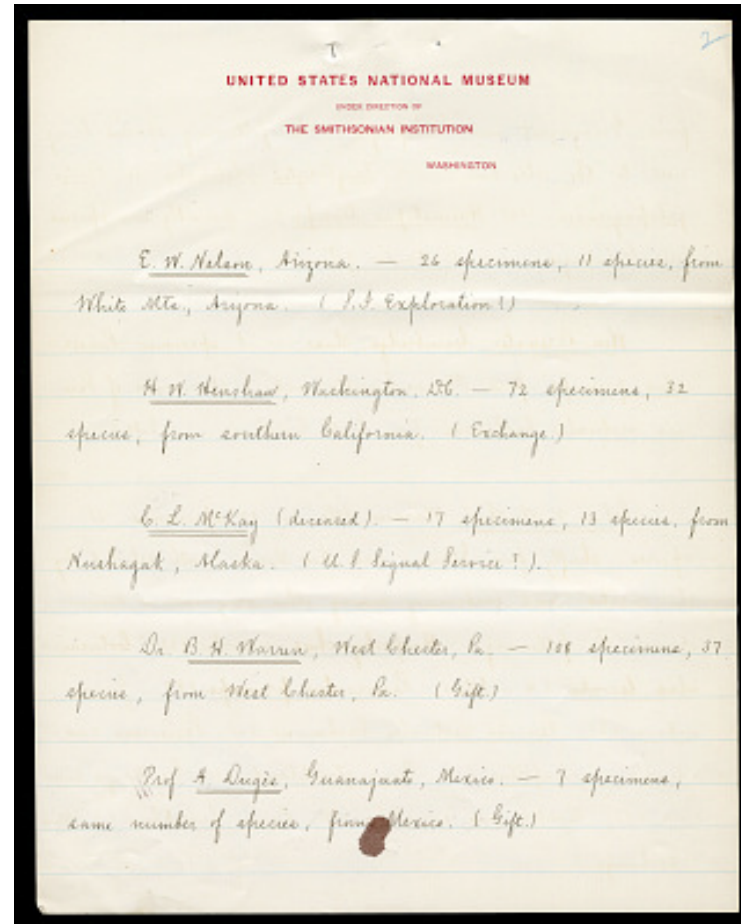 2
UNITED STATES NATIONAL MUSEUM
UNDER DIRECTION OF
THE SMITHSONIAN INSTITUTION
WASHINGTON
E. W. Nelson, Arizona. — 26 specimens, 11 species, from
White Mts., Arizona. (S.I. Exploration!)
H. W. Henshaw, Washington, D.C. — 72 specimens, 32
species, from southern California. (Exchange.)
C. L. McKay (deceased). — 17 specimens, 13 species, from
Nushagak, Alaska. (U.S. Signal Service!).
Dr. B. H. Warren, West Chester, Pa. — 108 specimens, 37
species, from West Chester, Pa. (Gift.)
Prof A. Dugès, Guanajuato, Mexico. — 7 specimens,
same number of species, from Mexico. (Gift.)